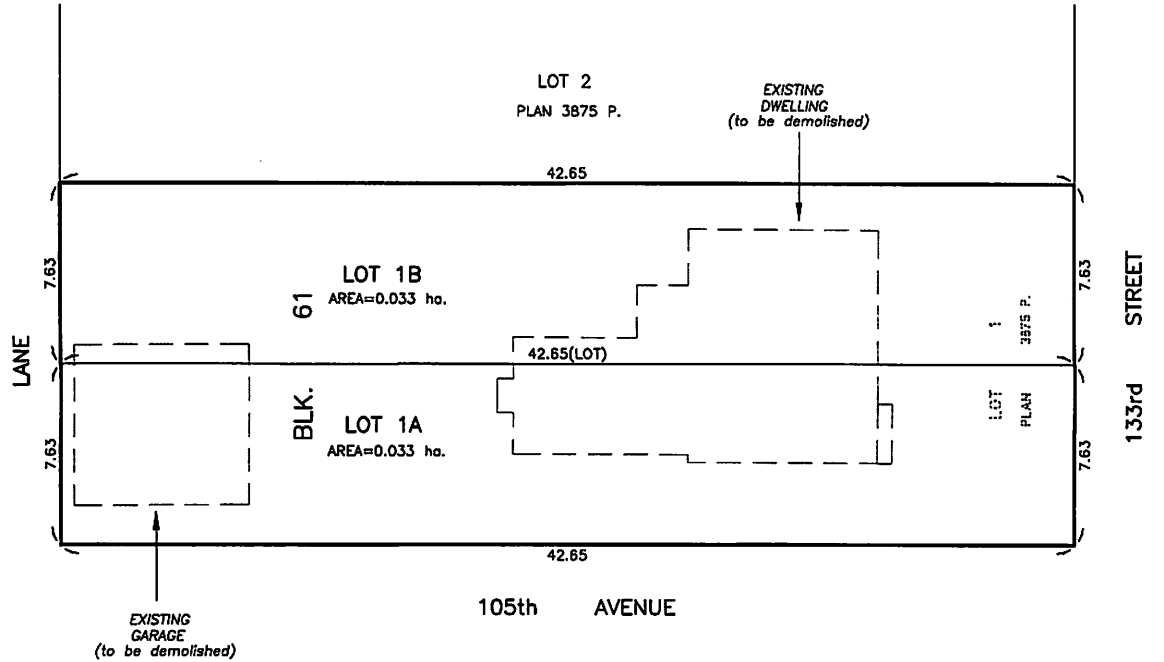 LOT 2
PLAN 3875 P.
EXISTING
DWELLING
(to be demolished)
42.65
7.63
LOT 1B
AREA=0.033 ha.
61
1
3875 P.
7.63
STREET
LANE
42.65(LOT)
BLK.
LOT 1A
AREA=0.033 ha.
LOT
PLAN
133rd
7.63
7.63
42.65
105th AVENUE
EXISTING
GARAGE
(to be demolished)